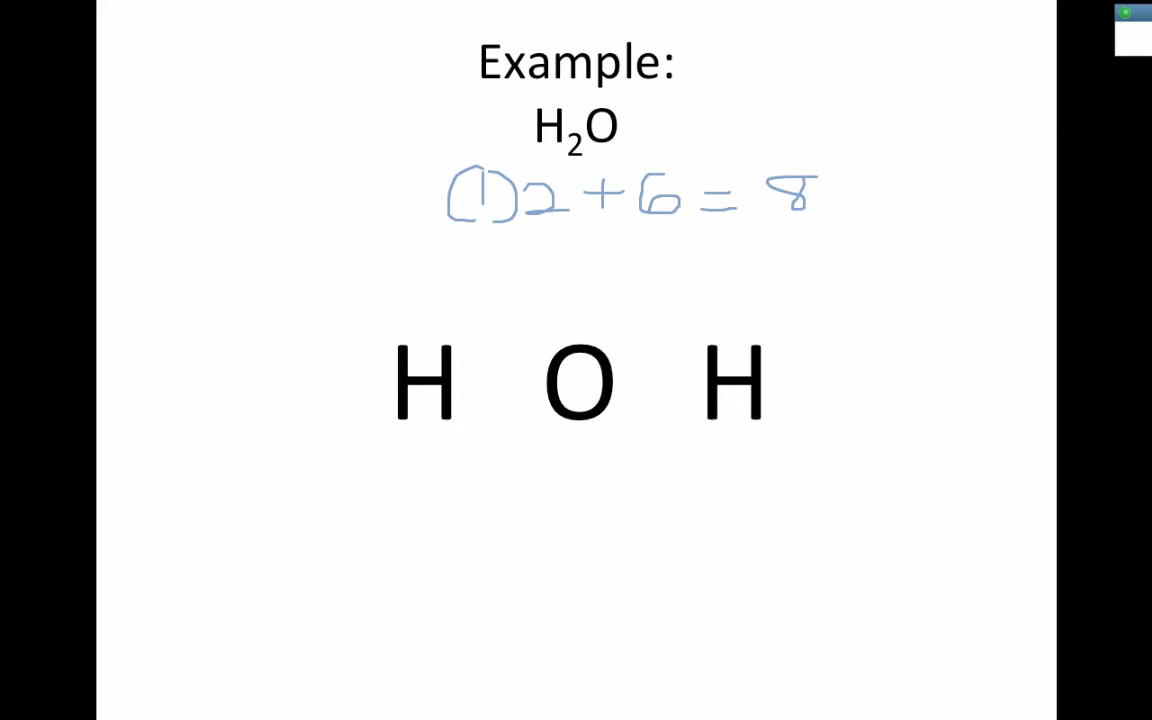 Example:
H₂O
(1)2+6=8
H O H